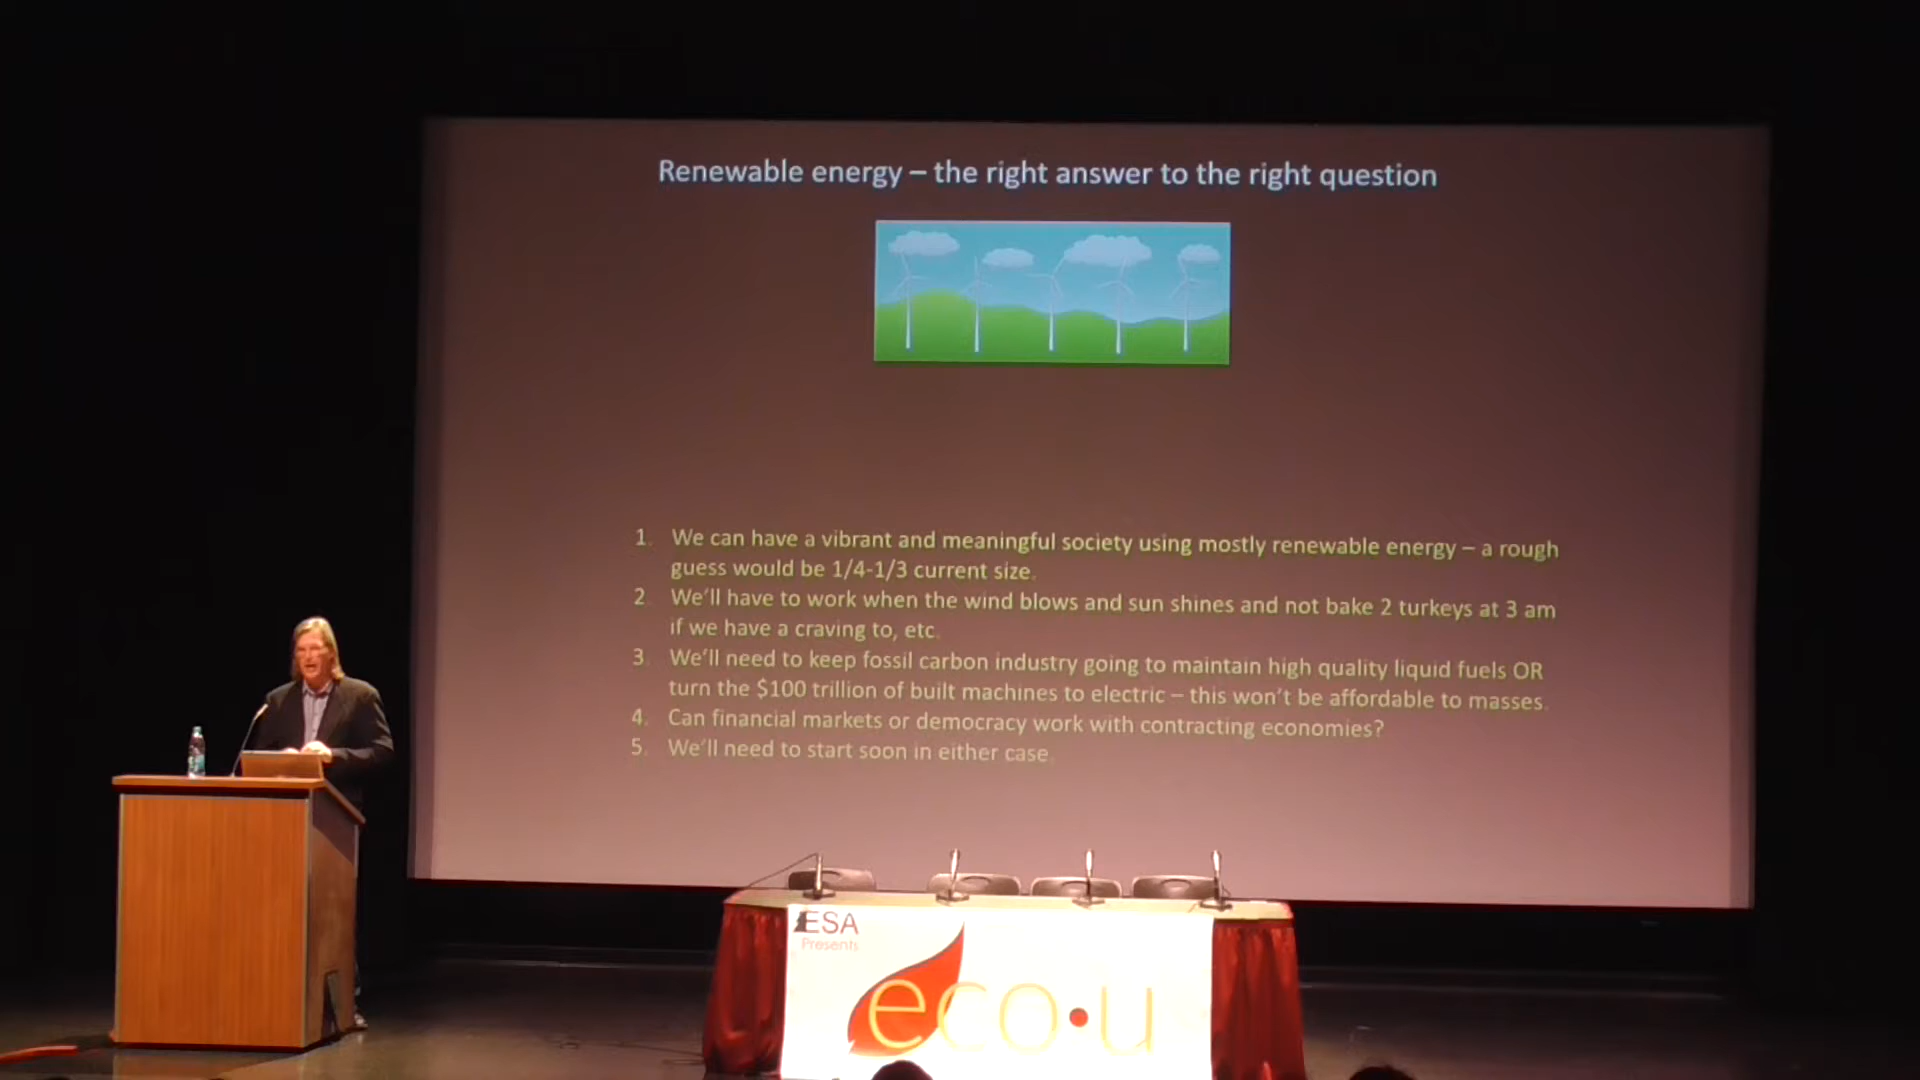 Renewable energy – the right answer to the right question
1. We can have a vibrant and meaningful society using mostly renewable energy – a rough
guess would be 1/4-1/3 current size.
2. We'll have to work when the wind blows and sun shines and not bake 2 turkeys at 3 am
if we have a craving to, etc.
3. We'll need to keep fossil carbon industry going to maintain high quality liquid fuels OR
turn the $100 trillion of built machines to electric – this won't be affordable to masses.
4. Can financial markets or democracy work with contracting economies?
5. We'll need to start soon in either case.
ESA
Presents
eco•u